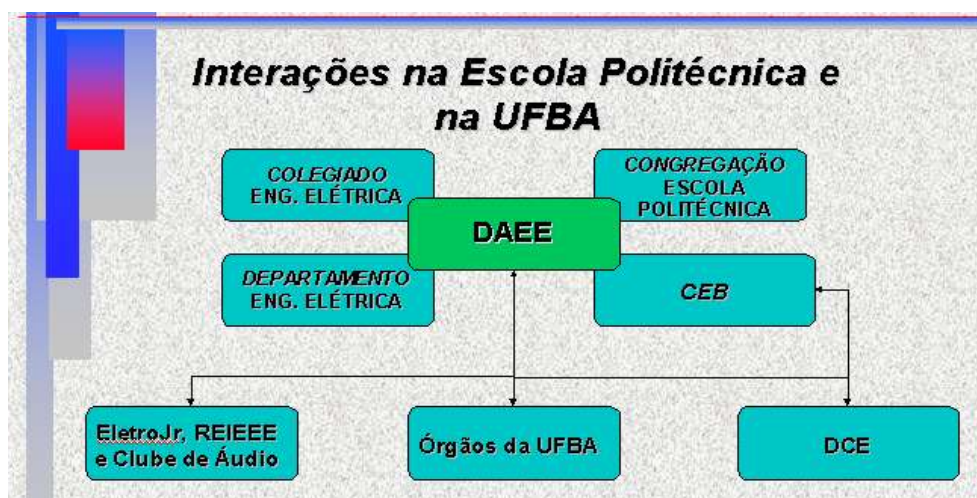 Interações na Escola Politécnica e
na UFBA
COLEGIADO
ENG. ELÉTRICA
CONGREGAÇÃO
ESCOLA
POLITÉCNICA
DAEE
DEPARTAMENTO
ENG. ELÉTRICA
CEB
EletroJr, REIEEE
e Clube de Áudio
Órgãos da UFBA
DCE